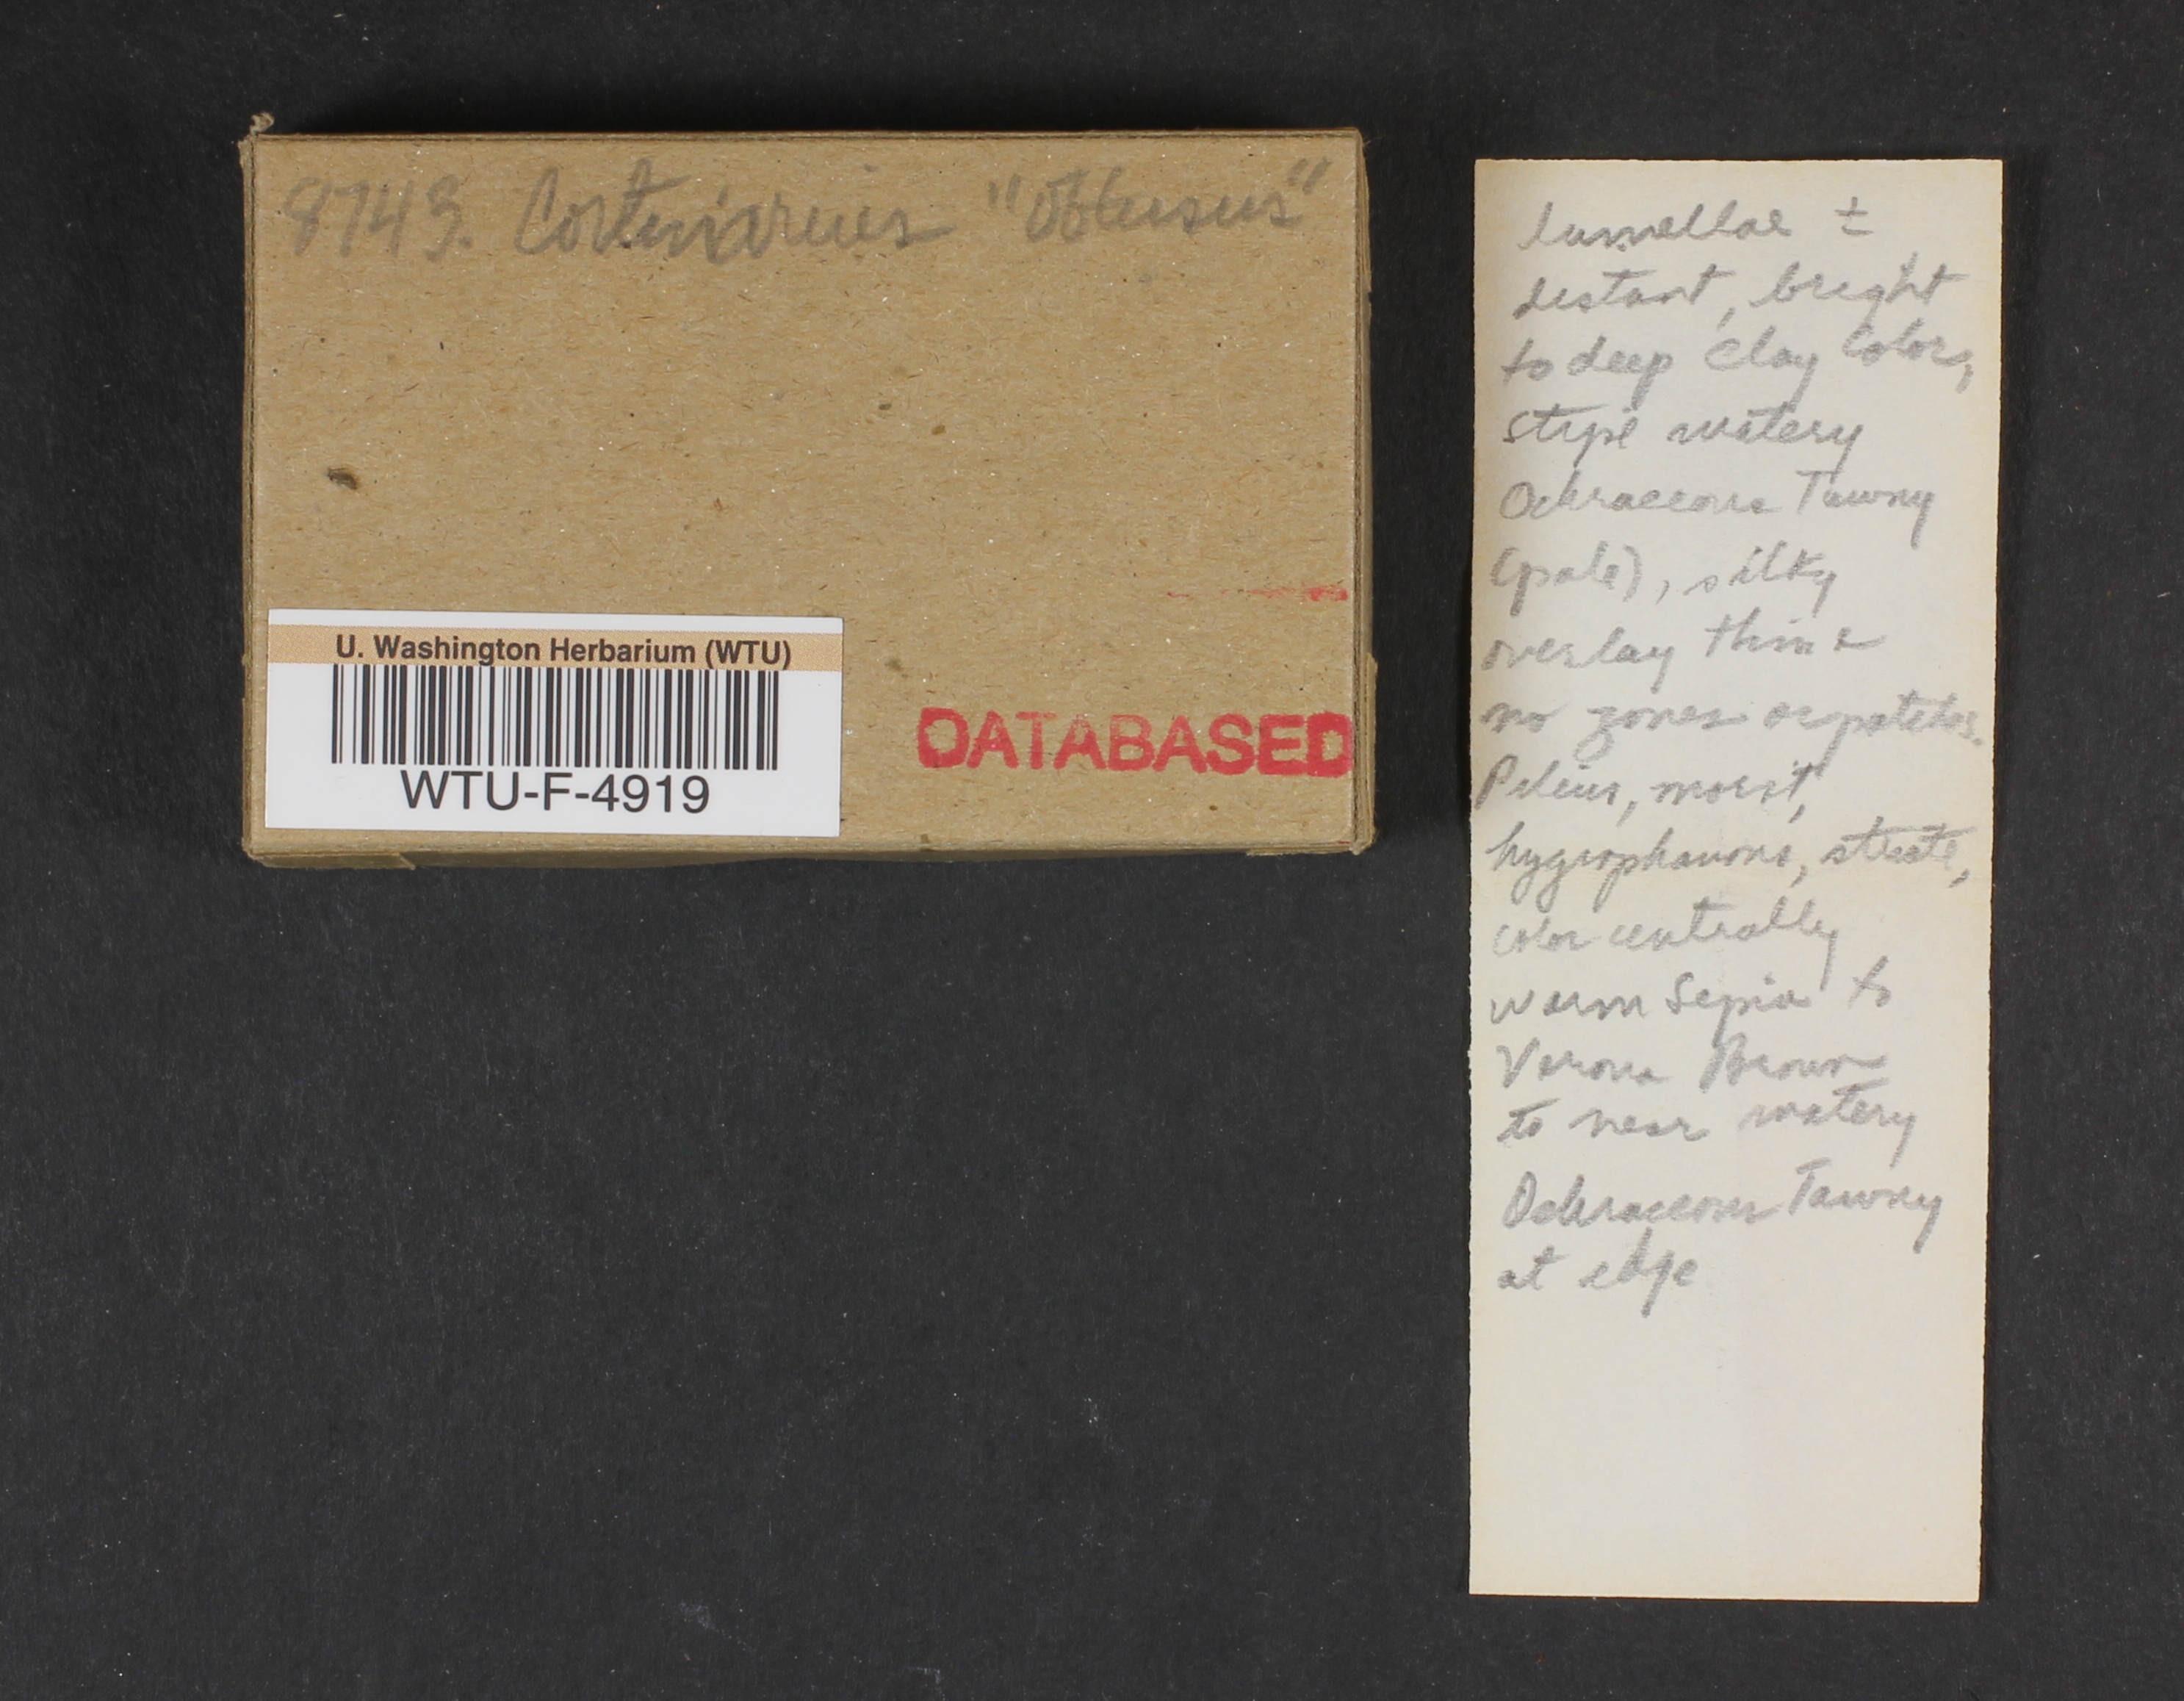 8743. Cortinarius "obtusus"
U. Washington Herbarium (WTU)
WTU-F-4919
DATABASED
lamellae ±
distant, bright
to deep clay color,
stipe watery
Ochraceous Tawny
(pale), silky
overlay thin &
no zones or patches.
Pileus, moist,
hygrophanous, striate,
color centrally
warm Sepia to
Verona Brown
to near watery
Ochraceous Tawny
at edge